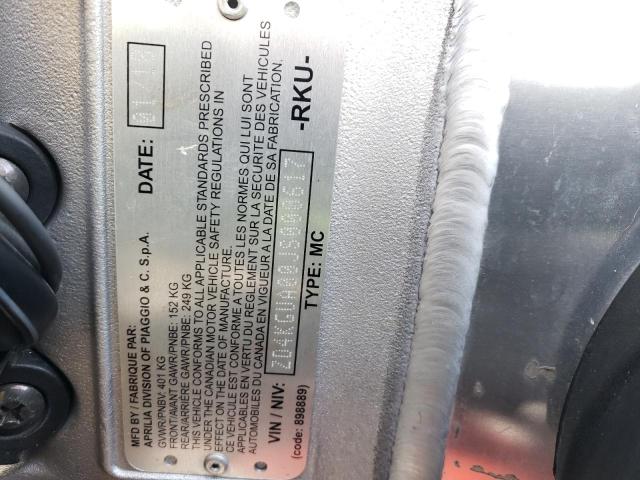 MFD BY / FABRIQUE PAR:
APRILIA DIVISION OF PIAGGIO & C. S.p.A. DATE:
GVWR/PNBV: 401 KG
FRONT/AVANT GAWR/PNBE: 152 KG
REAR/ARRIÈRE GAWR/PNBE: 249 KG
THIS VEHICLE CONFORMS TO ALL APPLICABLE STANDARDS PRESCRIBED
UNDER THE CANADIAN MOTOR VEHICLE SAFETY REGULATIONS IN
EFFECT ON THE DATE OF MANUFACTURE.
CE VEHICULE EST CONFORME A TOUTES LES NORMES QUI LUI SONT
APPLICABLES EN VERTU DU REGLEMENT SUR LA SECURITE DES VEHICULES
AUTOMOBILES DU CANADA EN VIGUEUR A LA DATE DE SA FABRICATION.
VIN / NIV:
(code: 898889) TYPE: MC -RKU-